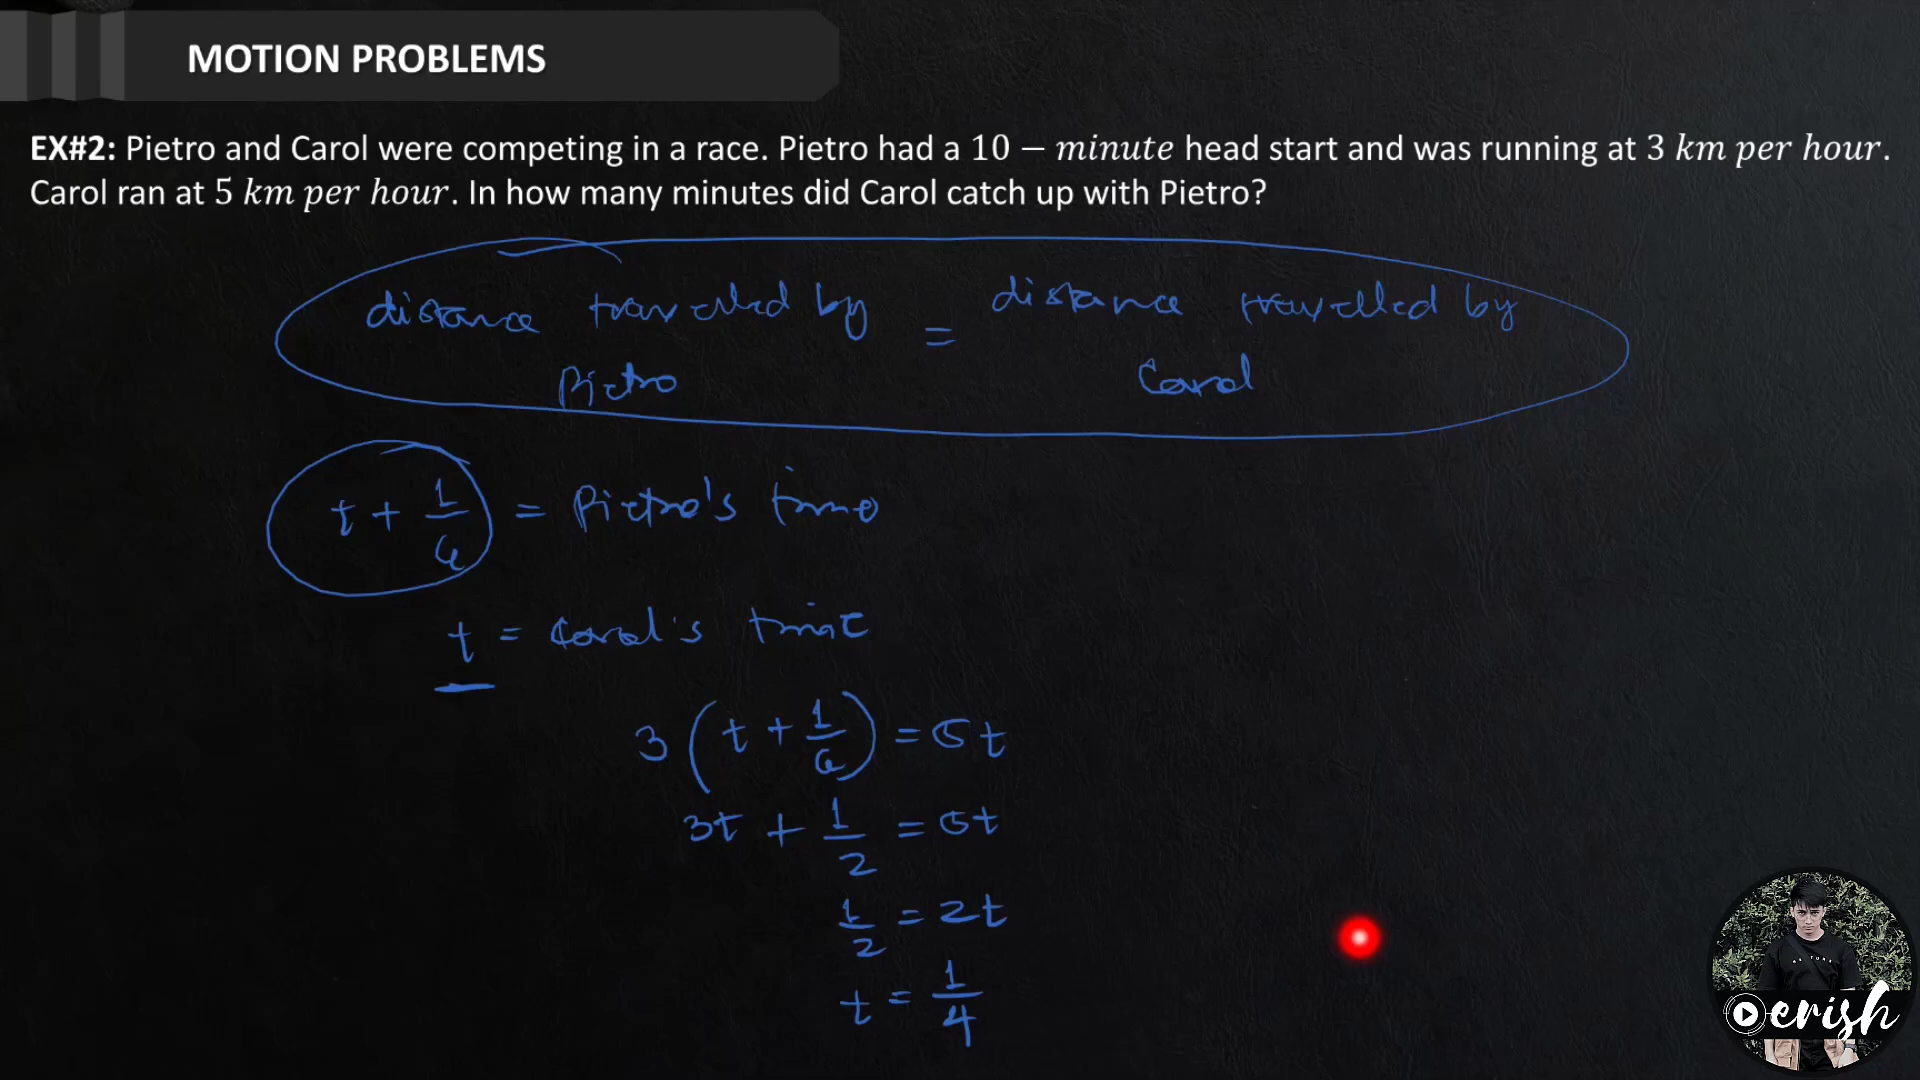 MOTION PROBLEMS
EX#2: Pietro and Carol were competing in a race. Pietro had a 10 − minute head start and was running at 3 km per hour.
Carol ran at 5 km per hour. In how many minutes did Carol catch up with Pietro?
distance travelled by = distance travelled by
Pietro Carol
t + 1/6 = Pietro's time
t = Carol's time
3 ( t + 1/6 ) = 5t
3t + 1/2 = 5t
1/2 = 2t
t = 1/4
erish